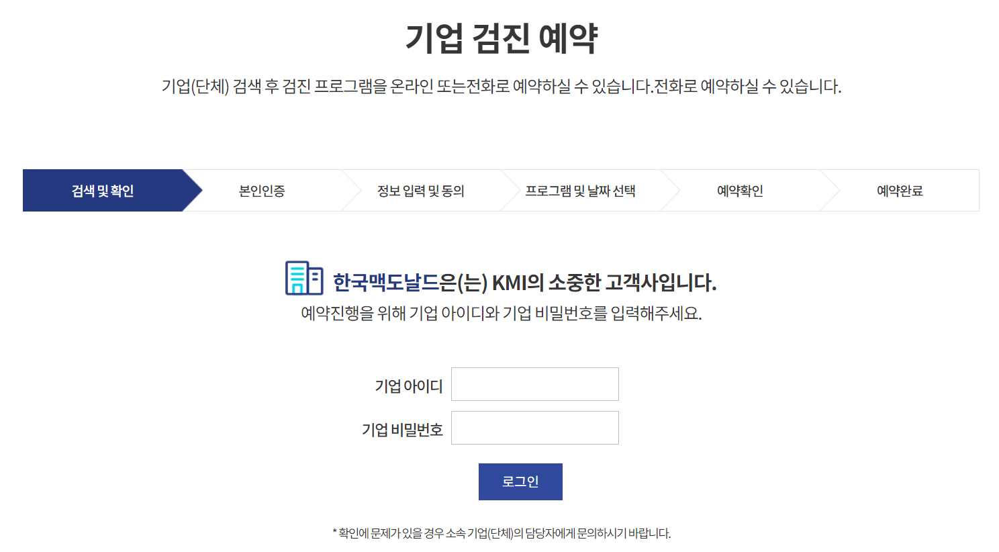 기업 검진 예약
기업(단체) 검색 후 검진 프로그램을 온라인 또는전화로 예약하실 수 있습니다.전화로 예약하실 수 있습니다.
검색 및 확인
본인인증
정보 입력 및 동의
프로그램 및 날짜 선택
예약확인
예약완료
한국맥도날드은(는) KMI의 소중한 고객사입니다.
예약진행을 위해 기업 아이디와 기업 비밀번호를 입력해주세요.
기업 아이디
기업 비밀번호
로그인
* 확인에 문제가 있을 경우 소속 기업(단체)의 담당자에게 문의하시기 바랍니다.